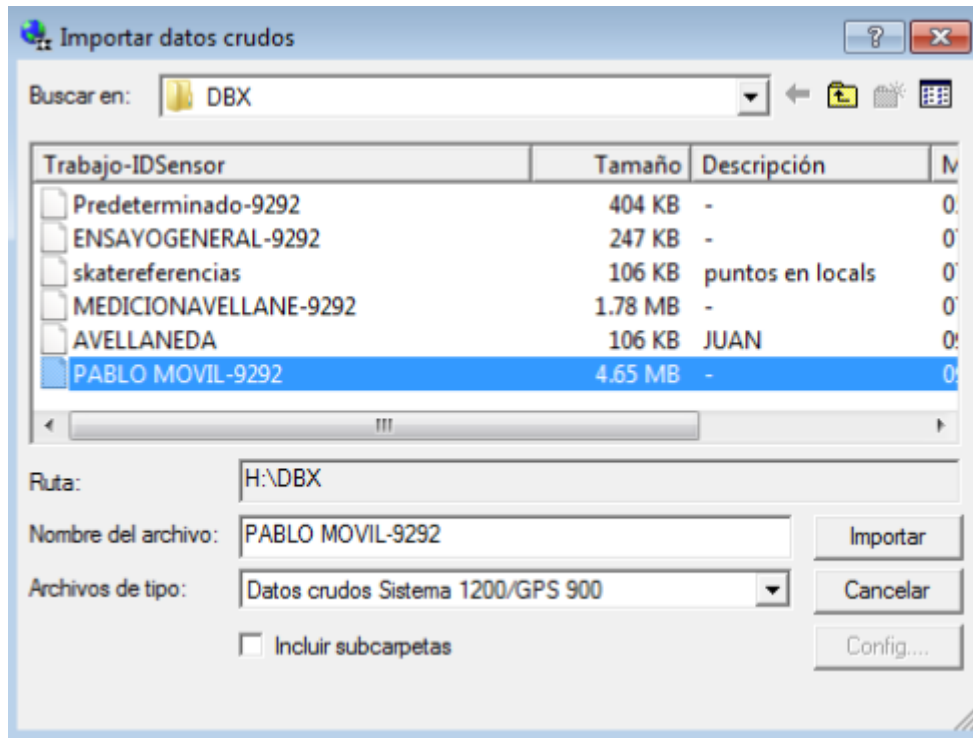 Importar datos crudos
Buscar en: DBX
Trabajo-IDSensor Tamaño Descripción M
Predeterminado-9292 404 KB -
ENSAYOGENERAL-9292 247 KB -
skatereferencias 106 KB puntos en locals
MEDICIONAVELLANE-9292 1.78 MB -
AVELLANEDA 106 KB JUAN
PABLO MOVIL-9292 4.65 MB -
Ruta: H:\DBX
Nombre del archivo: PABLO MOVIL-9292 Importar
Archivos de tipo: Datos crudos Sistema 1200/GPS 900 Cancelar
Incluir subcarpetas Config....